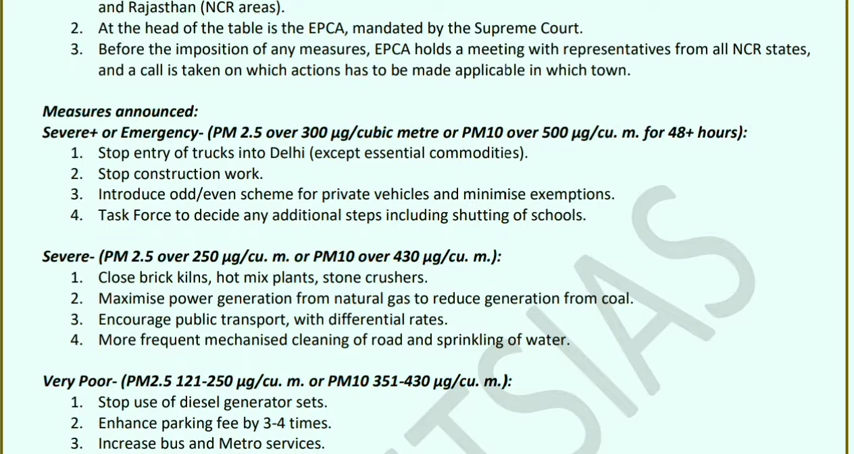 and Rajasthan (NCR areas).
2. At the head of the table is the EPCA, mandated by the Supreme Court.
3. Before the imposition of any measures, EPCA holds a meeting with representatives from all NCR states,
and a call is taken on which actions has to be made applicable in which town.
Measures announced:
Severe+ or Emergency- (PM 2.5 over 300 µg/cubic metre or PM10 over 500 µg/cu. m. for 48+ hours):
1. Stop entry of trucks into Delhi (except essential commodities).
2. Stop construction work.
3. Introduce odd/even scheme for private vehicles and minimise exemptions.
4. Task Force to decide any additional steps including shutting of schools.
Severe- (PM 2.5 over 250 µg/cu. m. or PM10 over 430 µg/cu. m.):
1. Close brick kilns, hot mix plants, stone crushers.
2. Maximise power generation from natural gas to reduce generation from coal.
3. Encourage public transport, with differential rates.
4. More frequent mechanised cleaning of road and sprinkling of water.
Very Poor- (PM2.5 121-250 µg/cu. m. or PM10 351-430 µg/cu. m.):
1. Stop use of diesel generator sets.
2. Enhance parking fee by 3-4 times.
3. Increase bus and Metro services.
TSIAS